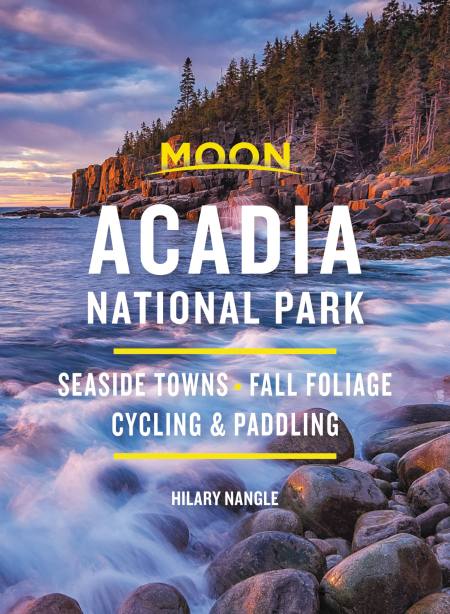 MOON
ACADIA
NATIONAL PARK
SEASIDE TOWNS • FALL FOLIAGE
CYCLING & PADDLING
HILARY NANGLE